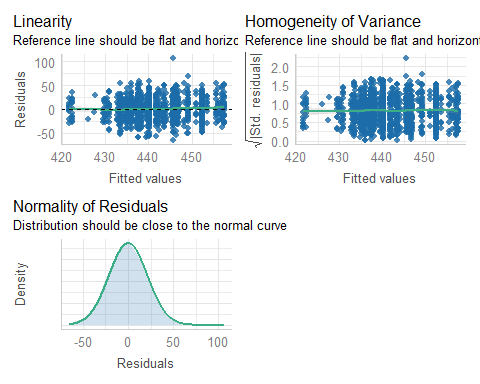 Linearity
Reference line should be flat and horizo
Residuals
100
50
0
-50
420
430
440
450
Fitted values
Homogeneity of Variance
Reference line should be flat and horizont
√|Std. residuals|
2.0
1.5
1.0
0.5
0.0
420
430
440
450
Fitted values
Normality of Residuals
Distribution should be close to the normal curve
Density
-50
0
50
100
Residuals